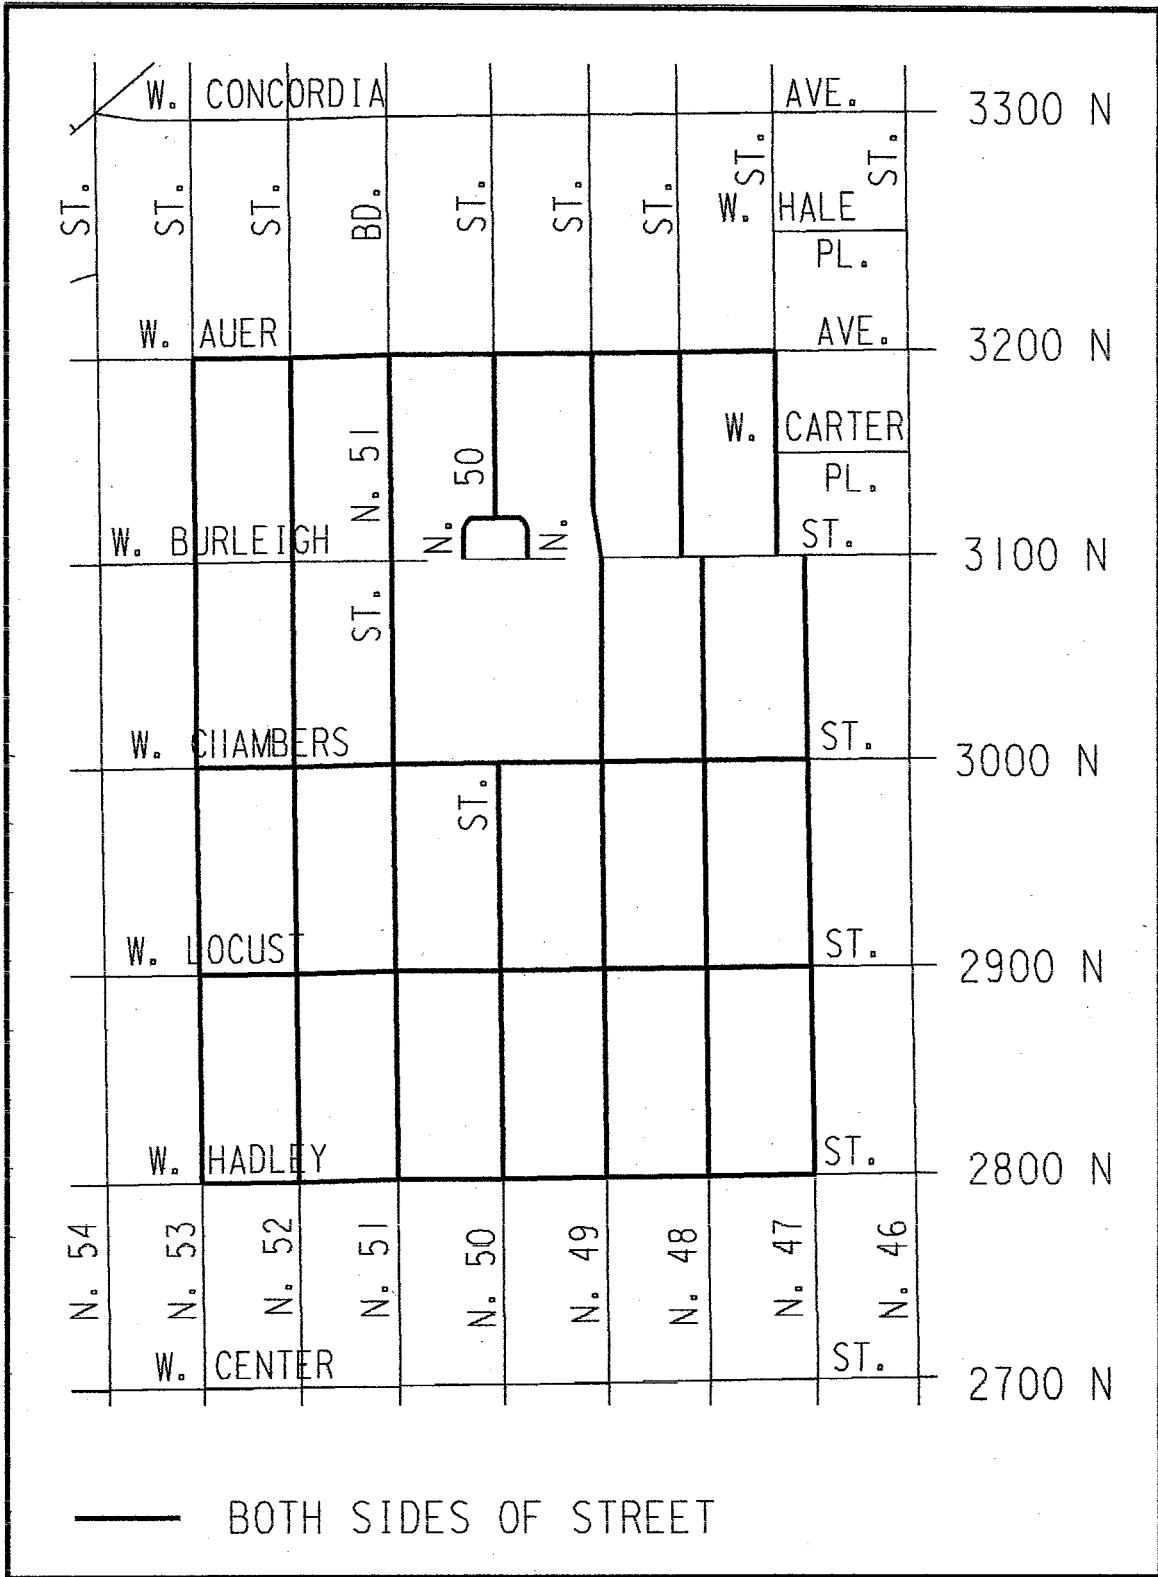 W. CONCORDIA AVE. 3300 N
ST. ST. ST. BD. ST. ST. ST. ST. ST.
W. HALE
PL.
W. AUER AVE. 3200 N
N. 51 50
W. CARTER
PL.
W. BURLEIGH N. N. ST. 3100 N
ST.
W. CHAMBERS ST. 3000 N
ST.
W. LOCUST ST. 2900 N
W. HADLEY ST. 2800 N
N. 54 N. 53 N. 52 N. 51 N. 50 N. 49 N. 48 N. 47 N. 46
W. CENTER ST. 2700 N
BOTH SIDES OF STREET